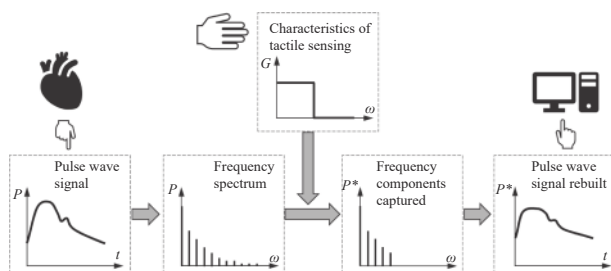 Characteristics of
tactile sensing
G
ω
Pulse wave
signal
P
t
Frequency
spectrum
P
ω
Frequency
components
captured
P*
ω
Pulse wave
signal rebuilt
P*
t